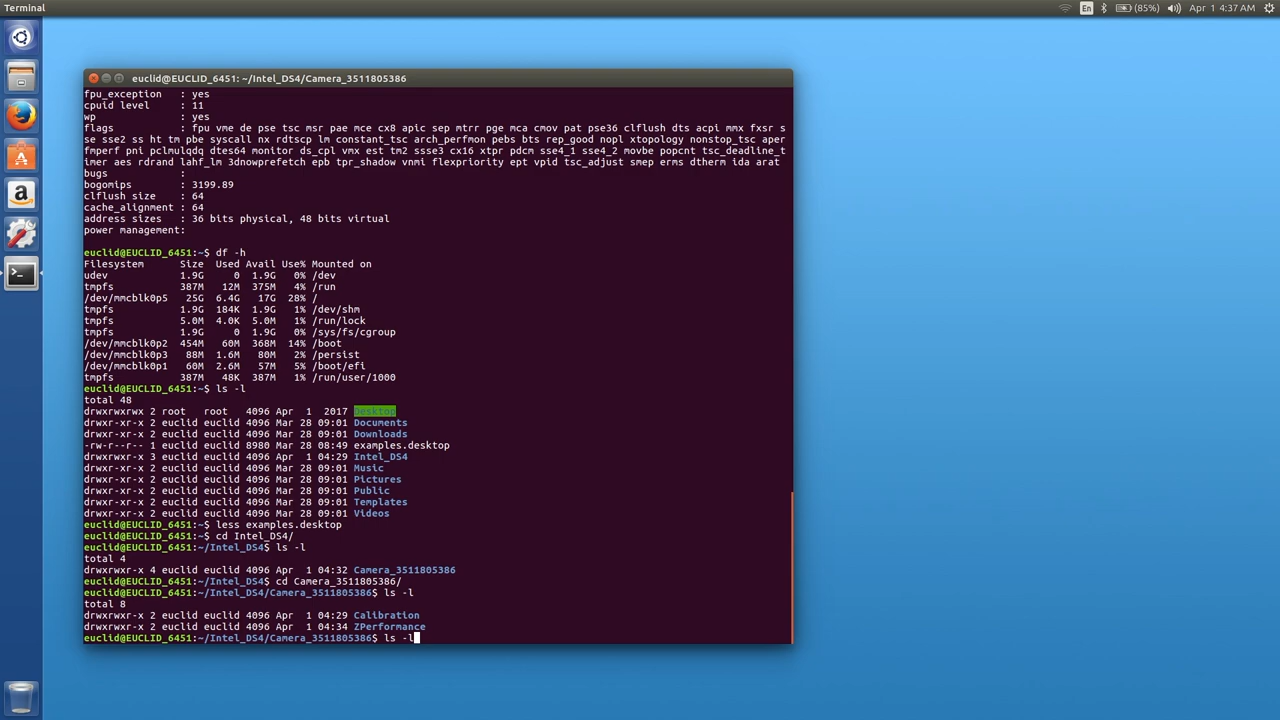 Terminal
En
(85%)
Apr 1 4:37 AM
euclid@EUCLID_6451: ~/Intel_DS4/Camera_3511805386
fpu_exception : yes
cpuid level : 11
wp : yes
flags : fpu vme de pse tsc msr pae mce cx8 apic sep mtrr pge mca cmov pat pse36 clflush dts acpi mmx fxsr s
se sse2 ss ht tm pbe syscall nx rdtscp lm constant_tsc arch_perfmon pebs bts rep_good nopl xtopology nonstop_tsc aper
fmperf pni pclmulqdq dtes64 monitor ds_cpl vmx est tm2 ssse3 cx16 xtpr pdcm sse4_1 sse4_2 movbe popcnt tsc_deadline_t
imer aes rdrand lahf_lm 3dnowprefetch epb tpr_shadow vnmi flexpriority ept vpid tsc_adjust smep erms dtherm ida arat
bugs :
bogomips : 3199.89
clflush size : 64
cache_alignment : 64
address sizes : 36 bits physical, 48 bits virtual
power management:
euclid@EUCLID_6451:~$ df -h
Filesystem Size Used Avail Use% Mounted on
udev 1.9G 0 1.9G 0% /dev
tmpfs 387M 12M 375M 4% /run
/dev/mmcblk0p5 25G 6.4G 17G 28% /
tmpfs 1.9G 184K 1.9G 1% /dev/shm
tmpfs 5.0M 4.0K 5.0M 1% /run/lock
tmpfs 1.9G 0 1.9G 0% /sys/fs/cgroup
/dev/mmcblk0p2 454M 60M 368M 14% /boot
/dev/mmcblk0p3 88M 1.6M 80M 2% /persist
/dev/mmcblk0p1 60M 2.6M 57M 5% /boot/efi
tmpfs 387M 48K 387M 1% /run/user/1000
euclid@EUCLID_6451:~$ ls -l
total 48
drwxrwxrwx 2 root root 4096 Apr 1 2017 Desktop
drwxr-xr-x 2 euclid euclid 4096 Mar 28 09:01 Documents
drwxr-xr-x 2 euclid euclid 4096 Mar 28 09:01 Downloads
-rw-r--r-- 1 euclid euclid 8980 Mar 28 08:49 examples.desktop
drwxrwxr-x 3 euclid euclid 4096 Apr 1 04:29 Intel_DS4
drwxr-xr-x 2 euclid euclid 4096 Mar 28 09:01 Music
drwxr-xr-x 2 euclid euclid 4096 Mar 28 09:01 Pictures
drwxr-xr-x 2 euclid euclid 4096 Mar 28 09:01 Public
drwxr-xr-x 2 euclid euclid 4096 Mar 28 09:01 Templates
drwxr-xr-x 2 euclid euclid 4096 Mar 28 09:01 Videos
euclid@EUCLID_6451:~$ less examples.desktop
euclid@EUCLID_6451:~$ cd Intel_DS4/
euclid@EUCLID_6451:~/Intel_DS4$ ls -l
total 4
drwxrwxr-x 4 euclid euclid 4096 Apr 1 04:32 Camera_3511805386
euclid@EUCLID_6451:~/Intel_DS4$ cd Camera_3511805386/
euclid@EUCLID_6451:~/Intel_DS4/Camera_3511805386$ ls -l
total 8
drwxrwxr-x 2 euclid euclid 4096 Apr 1 04:29 Calibration
drwxrwxr-x 2 euclid euclid 4096 Apr 1 04:34 ZPerformance
euclid@EUCLID_6451:~/Intel_DS4/Camera_3511805386$ ls -l